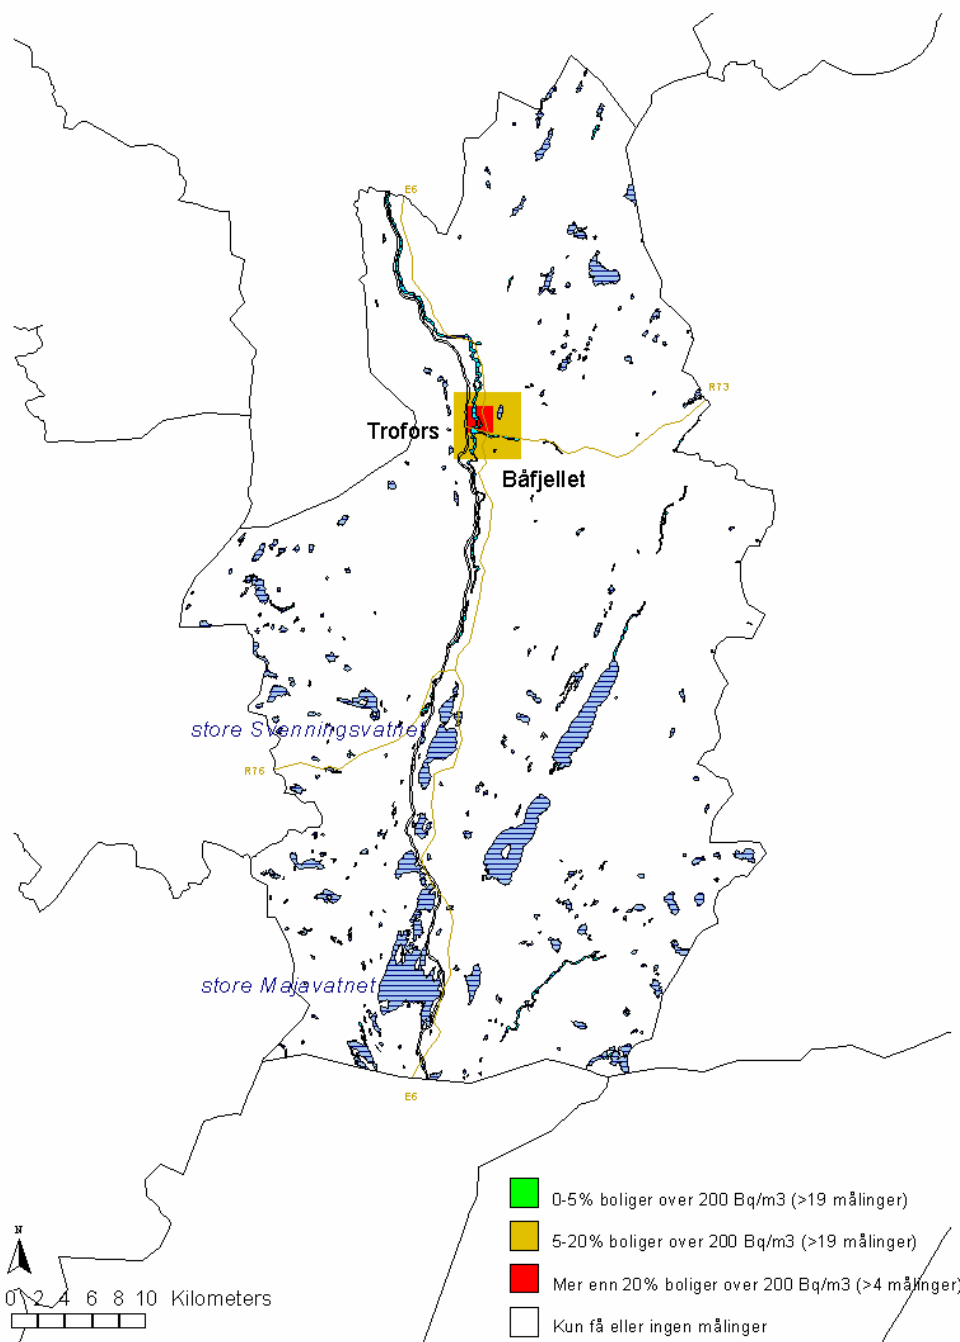 E6
R73
Trofors
Båfjellet
store Svenningsvatnet
R76
store Majavatnet
E6
0-5% boliger over 200 Bq/m3 (>19 målinger)
5-20% boliger over 200 Bq/m3 (>19 målinger)
Mer enn 20% boliger over 200 Bq/m3 (>4 målinger)
Kun få eller ingen målinger
N
0 2 4 6 8 10 Kilometers